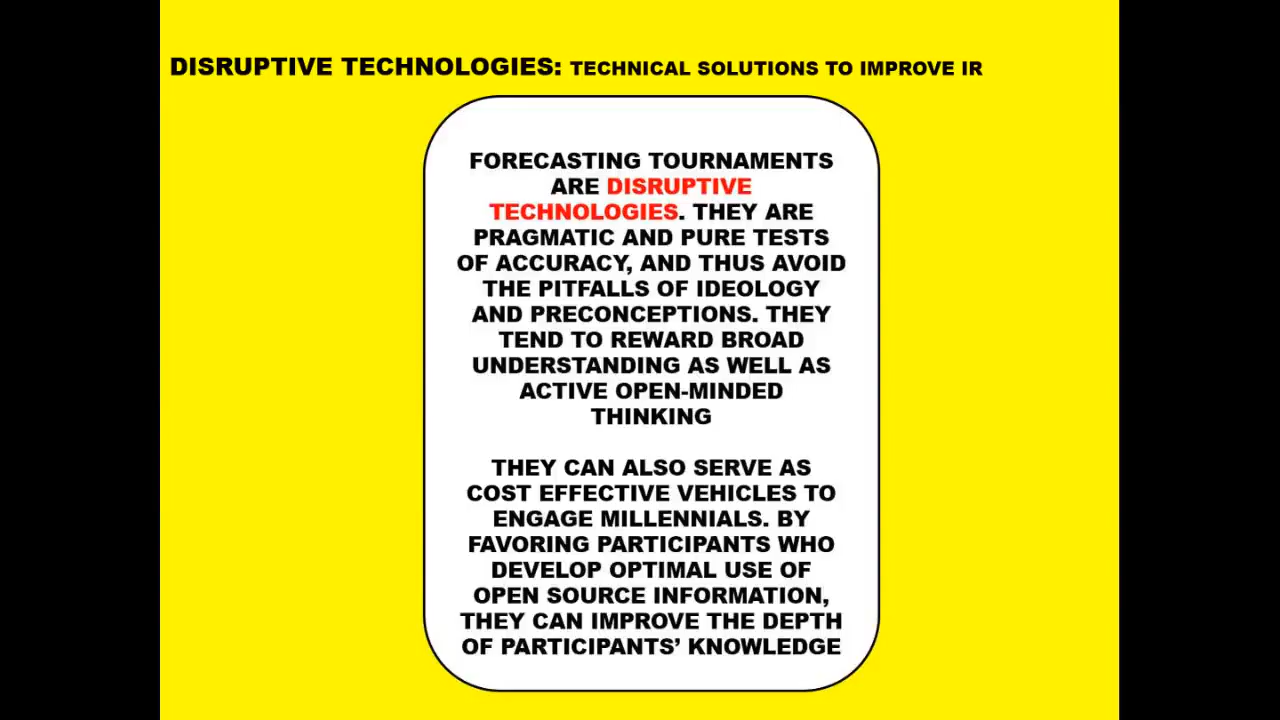 DISRUPTIVE TECHNOLOGIES: TECHNICAL SOLUTIONS TO IMPROVE IR
FORECASTING TOURNAMENTS
ARE DISRUPTIVE
TECHNOLOGIES. THEY ARE
PRAGMATIC AND PURE TESTS
OF ACCURACY, AND THUS AVOID
THE PITFALLS OF IDEOLOGY
AND PRECONCEPTIONS. THEY
TEND TO REWARD BROAD
UNDERSTANDING AS WELL AS
ACTIVE OPEN-MINDED
THINKING
THEY CAN ALSO SERVE AS
COST EFFECTIVE VEHICLES TO
ENGAGE MILLENNIALS. BY
FAVORING PARTICIPANTS WHO
DEVELOP OPTIMAL USE OF
OPEN SOURCE INFORMATION,
THEY CAN IMPROVE THE DEPTH
OF PARTICIPANTS’ KNOWLEDGE